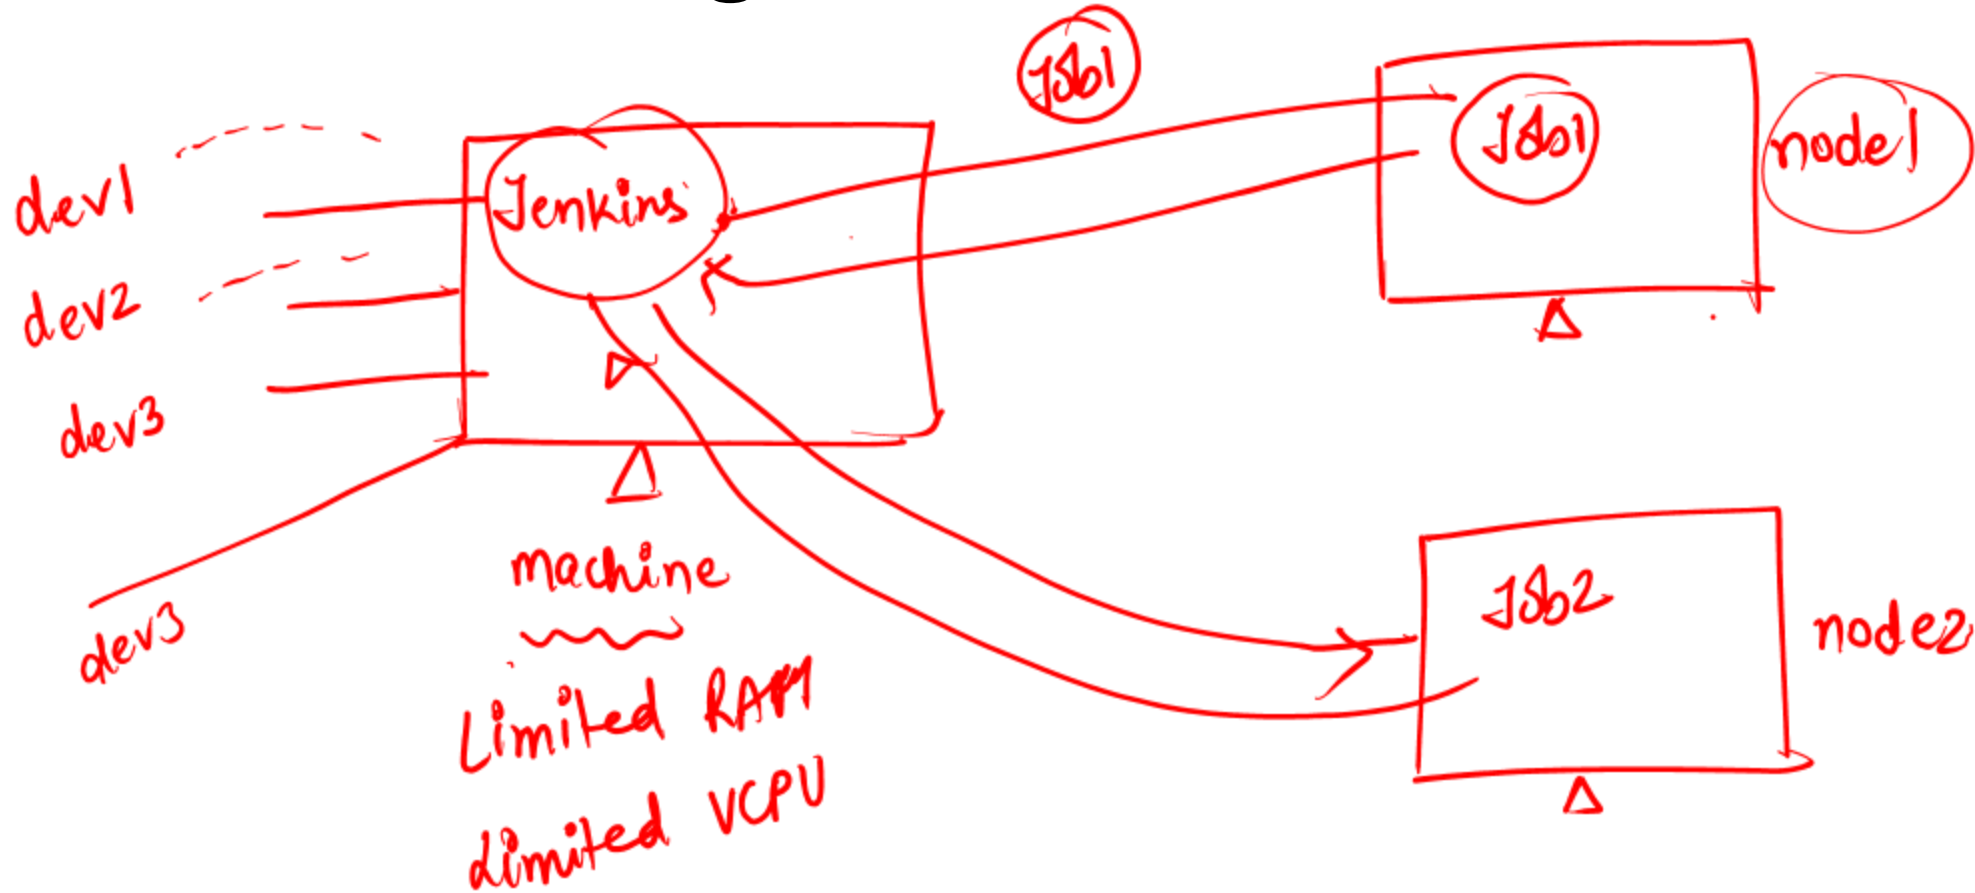 Job1
Job1
node1
dev1
Jenkins
dev2
dev3
machine
Job2
node2
dev3
Limited RAM
Limited VCPU